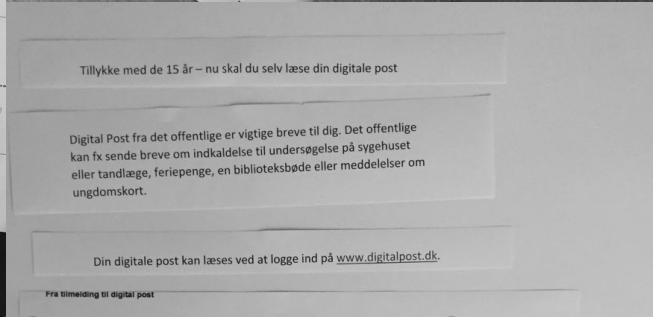 Tillykke med de 15 år – nu skal du selv læse din digitale post
Digital Post fra det offentlige er vigtige breve til dig. Det offentlige
kan fx sende breve om indkaldelse til undersøgelse på sygehuset
eller tandlæge, feriepenge, en biblioteksbøde eller meddelelser om
ungdomskort.
Din digitale post kan læses ved at logge ind på www.digitalpost.dk.
Fra tilmelding til digital post